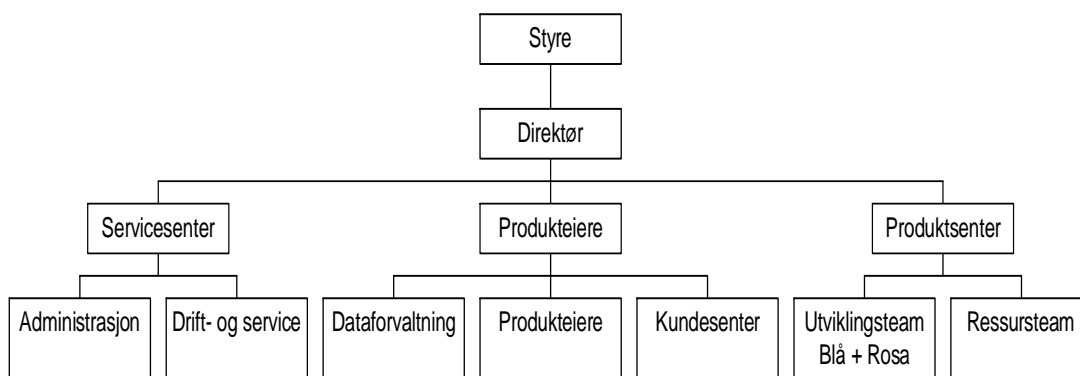 Styre
Direktør
Servicesenter
Produkteiere
Produktsenter
Administrasjon
Drift- og service
Dataforvaltning
Produkteiere
Kundesenter
Utviklingsteam
Blå + Rosa
Ressursteam